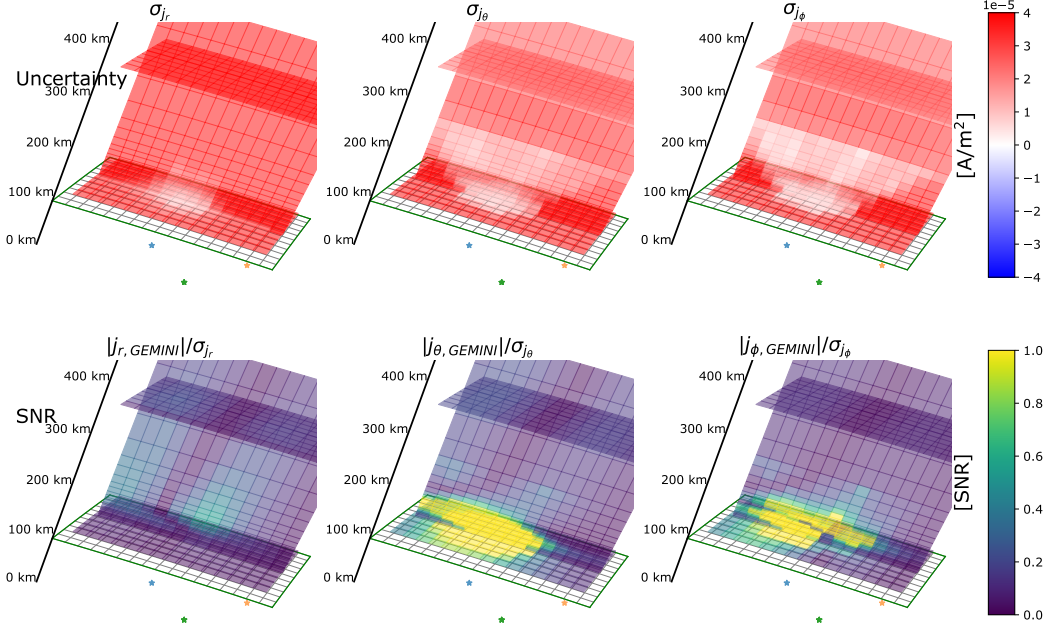 σ_{j_r}
σ_{j_θ}
σ_{j_ϕ}
Uncertainty
400 km
300 km
200 km
100 km
0 km
400 km
300 km
200 km
100 km
0 km
400 km
300 km
200 km
100 km
0 km
1e−5
4
3
2
1
0
−1
−2
−3
−4
[A/m²]
|j_{r, GEMINI}|/σ_{j_r}
|j_{θ, GEMINI}|/σ_{j_θ}
|j_{ϕ, GEMINI}|/σ_{j_ϕ}
SNR
400 km
300 km
200 km
100 km
0 km
400 km
300 km
200 km
100 km
0 km
400 km
300 km
200 km
100 km
0 km
1.0
0.8
0.6
0.4
0.2
0.0
[SNR]